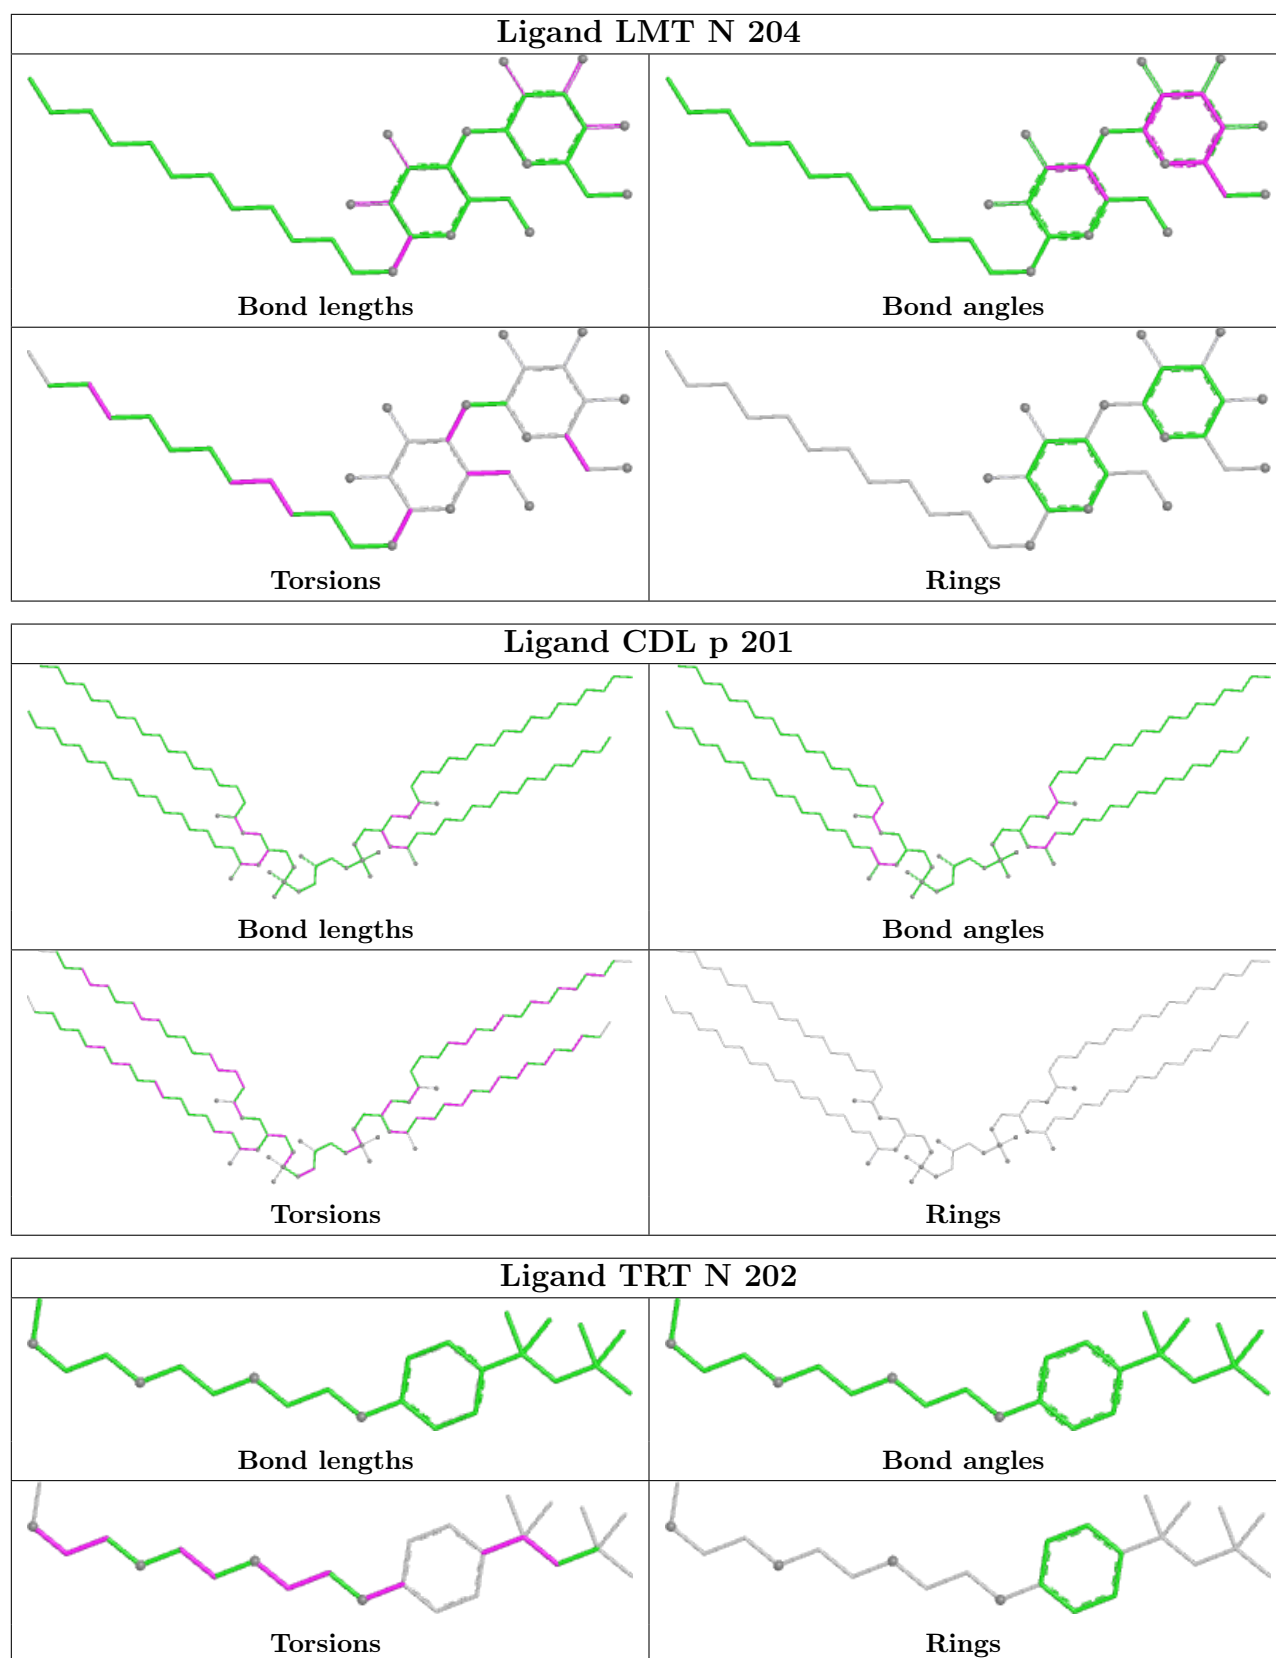 Ligand LMT N 204
Bond lengths
Bond angles
Torsions
Rings
Ligand CDL p 201
Bond lengths
Bond angles
Torsions
Rings
Ligand TRT N 202
Bond lengths
Bond angles
Torsions
Rings